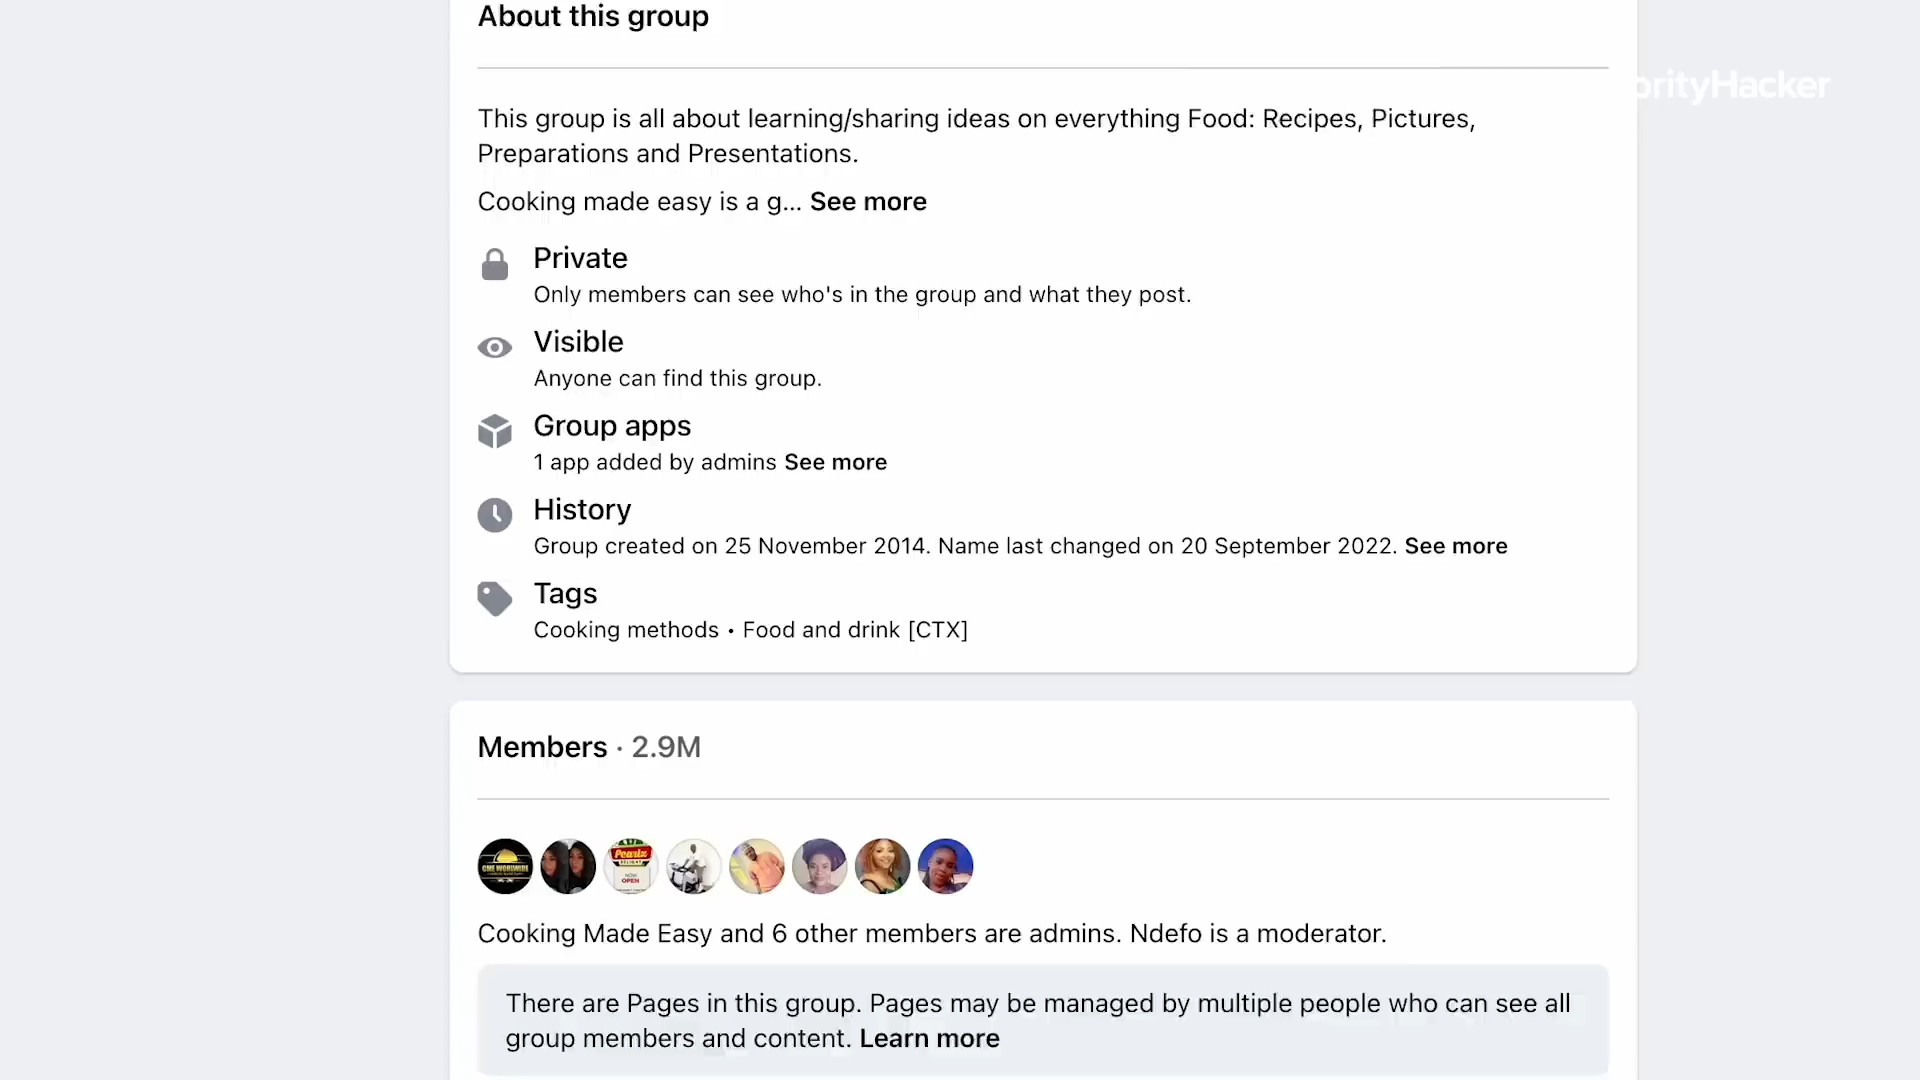 About this group
orityHacker
This group is all about learning/sharing ideas on everything Food: Recipes, Pictures,
Preparations and Presentations.
Cooking made easy is a g... See more
Private
Only members can see who's in the group and what they post.
Visible
Anyone can find this group.
Group apps
1 app added by admins See more
History
Group created on 25 November 2014. Name last changed on 20 September 2022. See more
Tags
Cooking methods • Food and drink [CTX]
Members · 2.9M
CME WORLWIDE
Pearlz
NOW
OPEN
Cooking Made Easy and 6 other members are admins. Ndefo is a moderator.
There are Pages in this group. Pages may be managed by multiple people who can see all
group members and content. Learn more